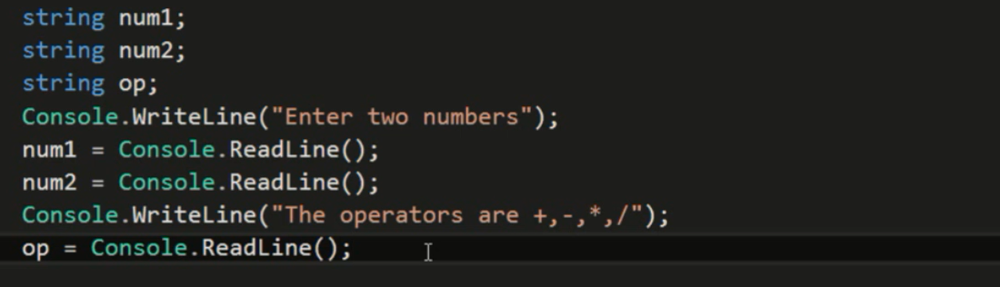 string num1;
string num2;
string op;
Console.WriteLine("Enter two numbers");
num1 = Console.ReadLine();
num2 = Console.ReadLine();
Console.WriteLine("The operators are +,-,*,/");
op = Console.ReadLine();